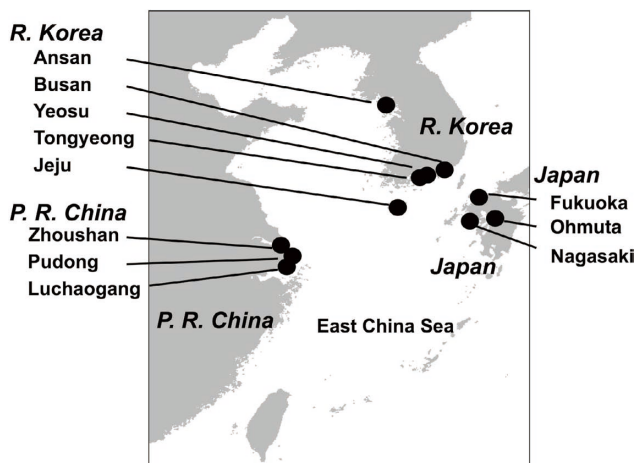 R. Korea
Ansan
Busan
Yeosu
Tongyeong
Jeju
P. R. China
Zhoushan
Pudong
Luchaogang
R. Korea
Japan
Fukuoka
Ohmuta
Nagasaki
Japan
P. R. China
East China Sea